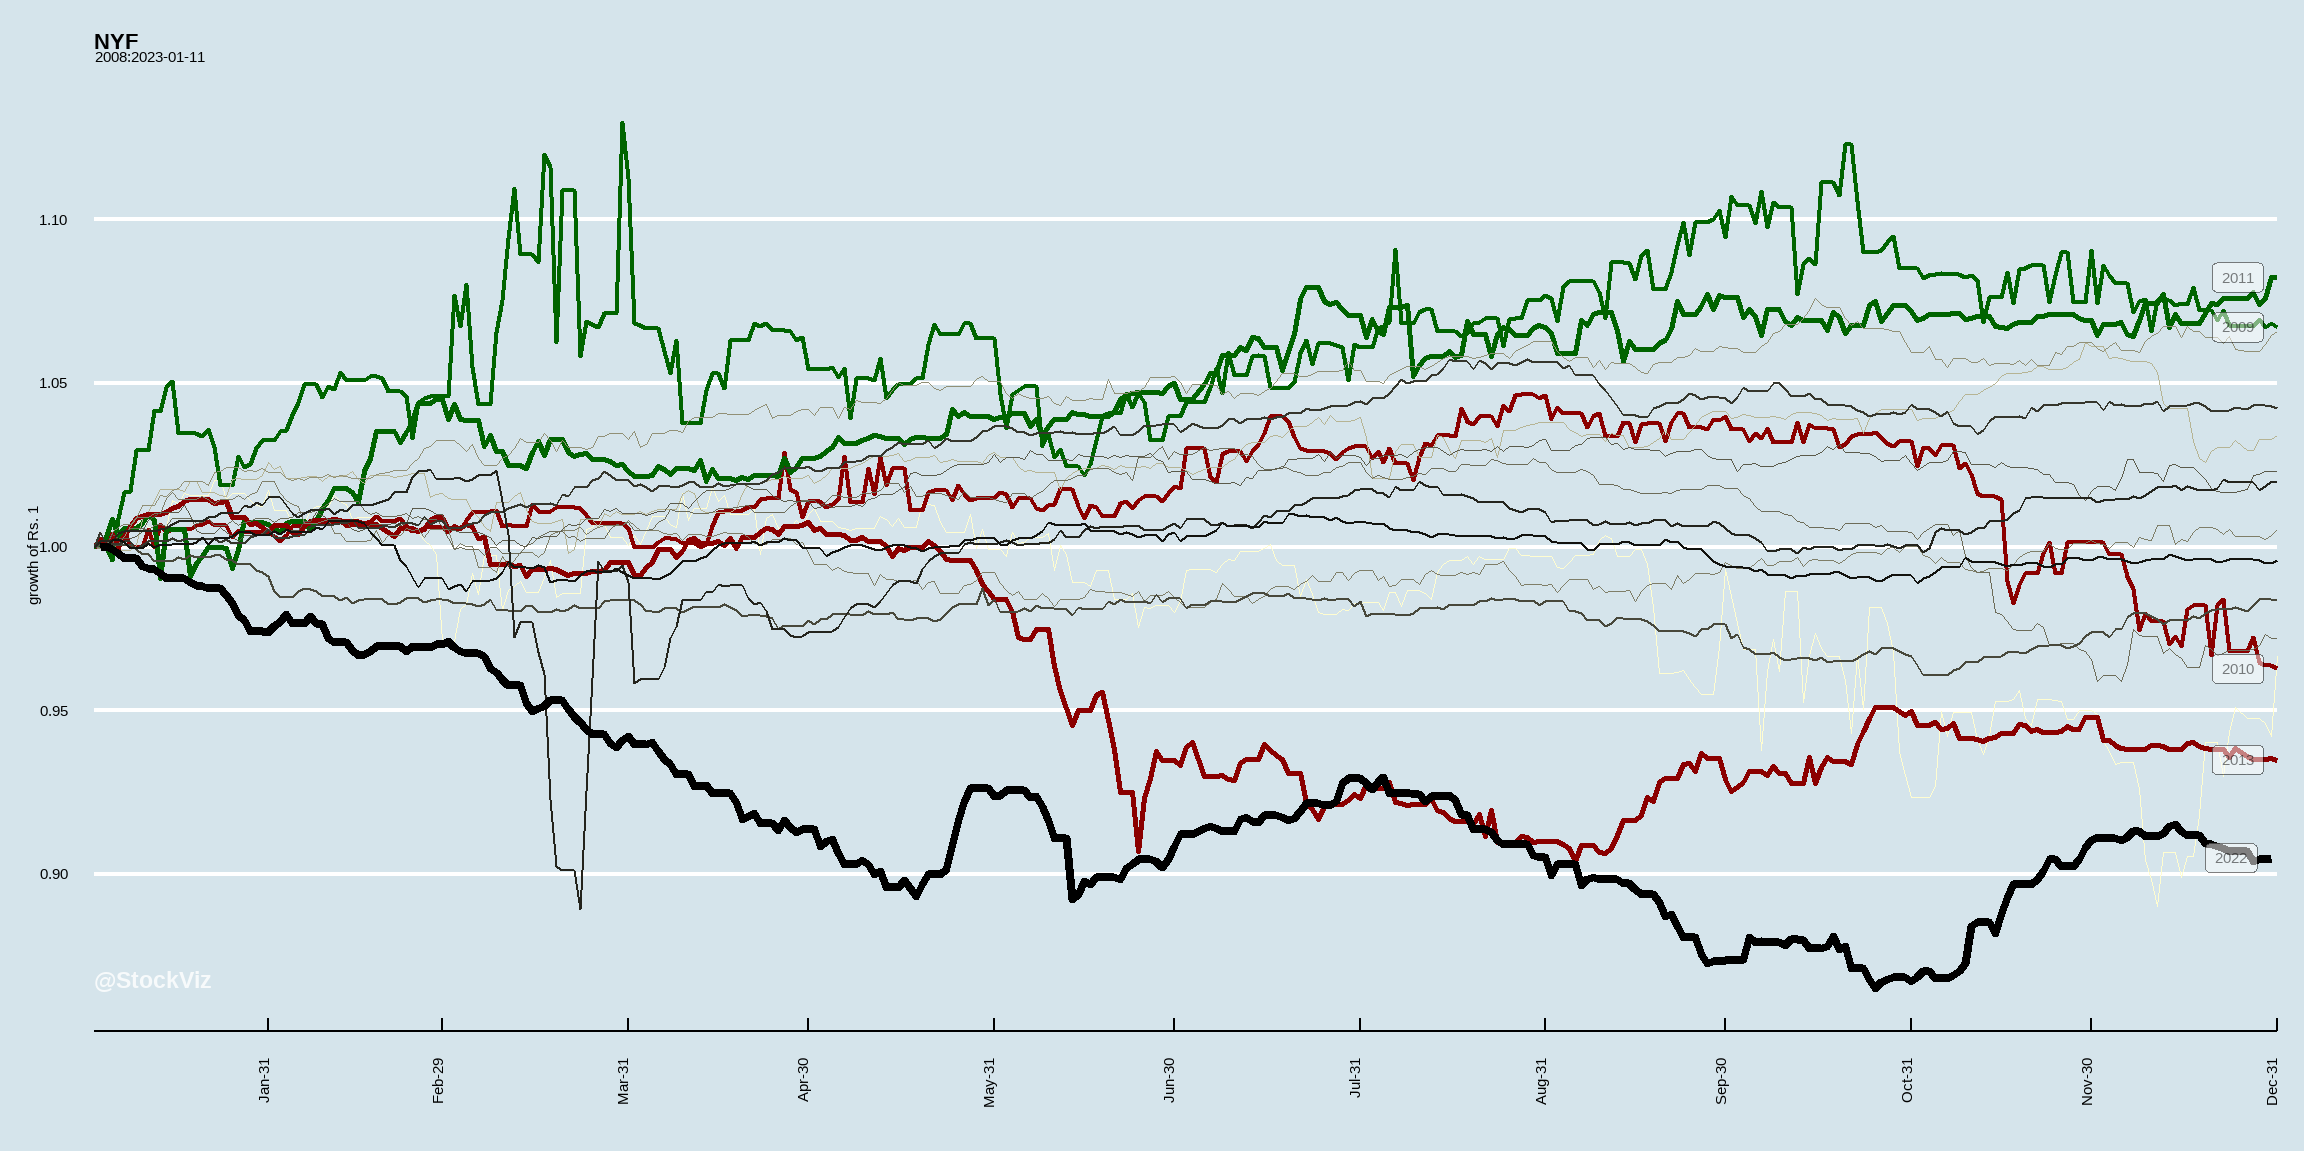 NYF
2008:2023-01-11
growth of Rs. 1
1.10
1.05
1.00
0.95
0.90
2011
2009
2010
2013
2022
@StockViz
Jan-31
Feb-29
Mar-31
Apr-30
May-31
Jun-30
Jul-31
Aug-31
Sep-30
Oct-31
Nov-30
Dec-31